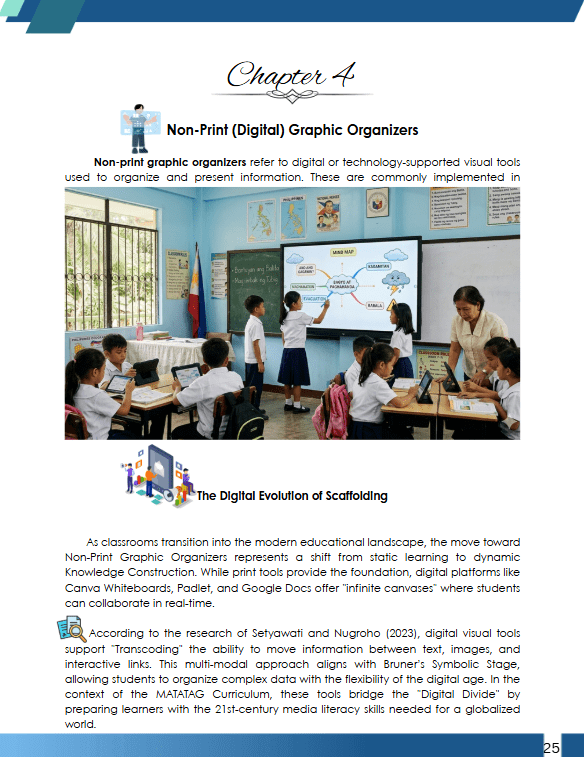 Chapter 4
Non-Print (Digital) Graphic Organizers
Non-print graphic organizers refer to digital or technology-supported visual tools
used to organize and present information. These are commonly implemented in
PHILIPPINES
MIND MAP
KARANIWAN
EVACUATION
BABALA
The Digital Evolution of Scaffolding
As classrooms transition into the modern educational landscape, the move toward
Non-Print Graphic Organizers represents a shift from static learning to dynamic
Knowledge Construction. While print tools provide the foundation, digital platforms like
Canva Whiteboards, Padlet, and Google Docs offer "infinite canvases" where students
can collaborate in real-time.
According to the research of Setyawati and Nugroho (2023), digital visual tools
support "Transcoding" the ability to move information between text, images, and
interactive links. This multi-modal approach aligns with Bruner's Symbolic Stage,
allowing students to organize complex data with the flexibility of the digital age. In the
context of the MATATAG Curriculum, these tools bridge the "Digital Divide" by
preparing learners with the 21st-century media literacy skills needed for a globalized
world.
25